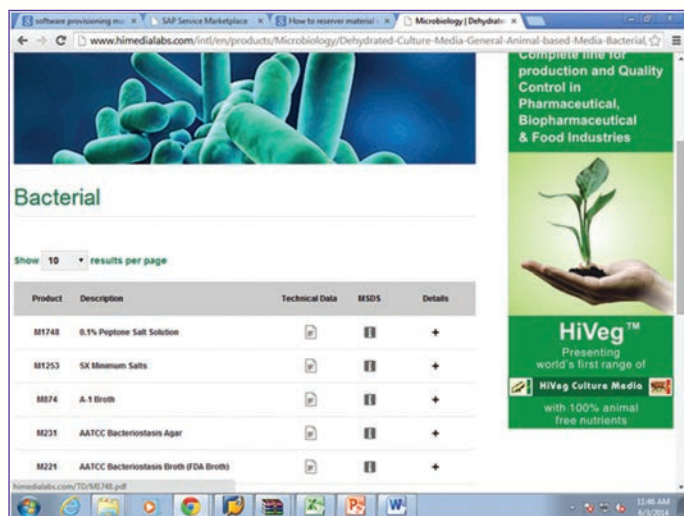 software provisioning ma
SAP Service Marketplace
How to reserver material
Microbiology | Dehydrate
www.himedialabs.com/intl/en/products/Microbiology/Dehydrated-Culture-Media-General-Animal-based-Media-Bacterial
Complete line for
production and Quality
Control in
Pharmaceutical,
Biopharmaceutical
& Food Industries
Bacterial
Show 10 results per page
Product Description Technical Data MSDS Details
M1748 0.1% Peptone Salt Solution +
M1253 5X Minimum Salts +
M874 A-1 Broth +
M231 AATCC Bacteriostasis Agar +
M221 AATCC Bacteriostasis Broth (FDA Broth) +
HiVeg™
Presenting
world's first range of
HiVeg Culture Media
with 100% animal
free nutrients
himedialabs.com/TD/M1748.pdf
11:48 AM
6/3/2014